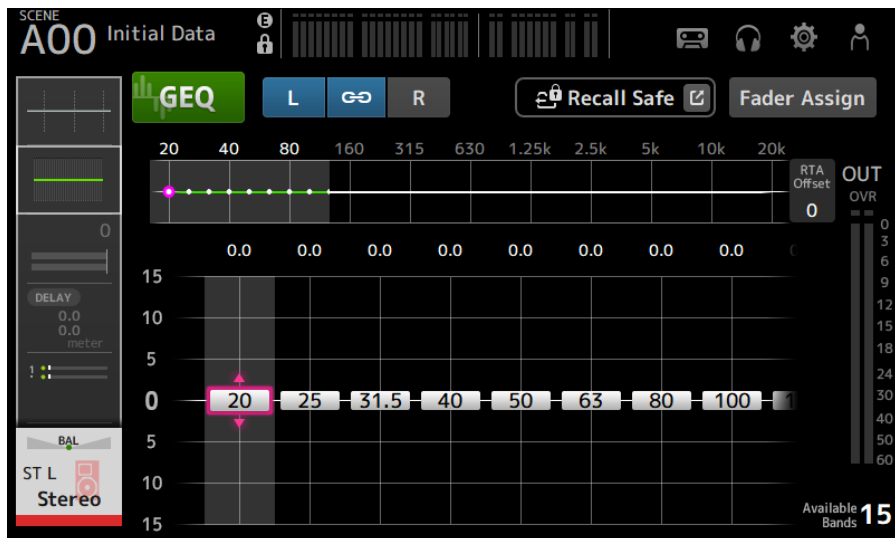 SCENE
A00 Initial Data
E
GEQ
L
R
Recall Safe
Fader Assign
20 40 80 160 315 630 1.25k 2.5k 5k 10k 20k
RTA
Offset
0
OUT
OVR
0
3
6
9
12
15
18
24
30
40
50
60
0.0 0.0 0.0 0.0 0.0 0.0 0.0 0.0
15
10
5
0
5
10
15
20 25 31.5 40 50 63 80 100
0
DELAY
0.0
0.0
meter
BAL
ST L
Stereo
Available
Bands 15